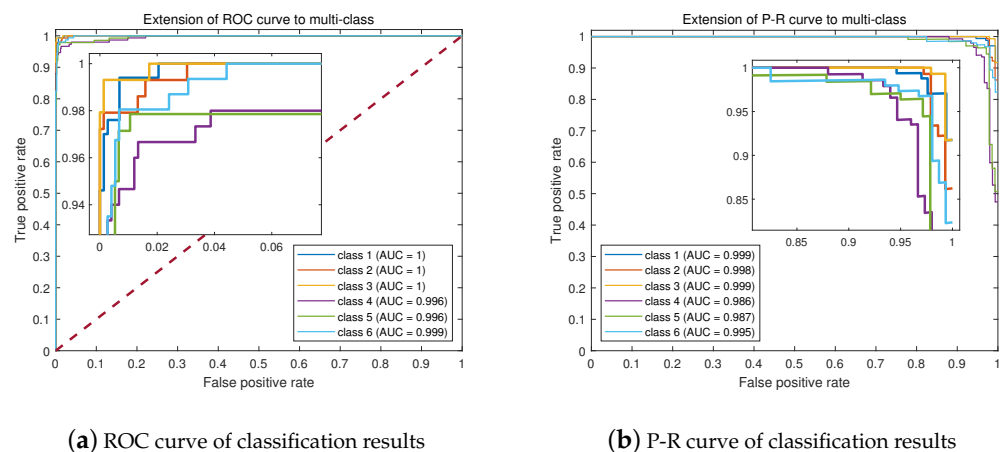 Extension of ROC curve to multi-class
1
0.9
0.8
0.7
0.6
0.5
0.4
0.3
0.2
0.1
0
True positive rate
1
0.98
0.96
0.94
0
0.02
0.04
0.06
class 1 (AUC = 1)
class 2 (AUC = 1)
class 3 (AUC = 1)
class 4 (AUC = 0.996)
class 5 (AUC = 0.996)
class 6 (AUC = 0.999)
0 0.1 0.2 0.3 0.4 0.5 0.6 0.7 0.8 0.9 1
False positive rate
(a) ROC curve of classification results
Extension of P-R curve to multi-class
1
0.9
0.8
0.7
0.6
0.5
0.4
0.3
0.2
0.1
0
True positive rate
1
0.95
0.9
0.85
0.85 0.9 0.95 1
class 1 (AUC = 0.999)
class 2 (AUC = 0.998)
class 3 (AUC = 0.999)
class 4 (AUC = 0.986)
class 5 (AUC = 0.987)
class 6 (AUC = 0.995)
0 0.1 0.2 0.3 0.4 0.5 0.6 0.7 0.8 0.9 1
False positive rate
(b) P-R curve of classification results